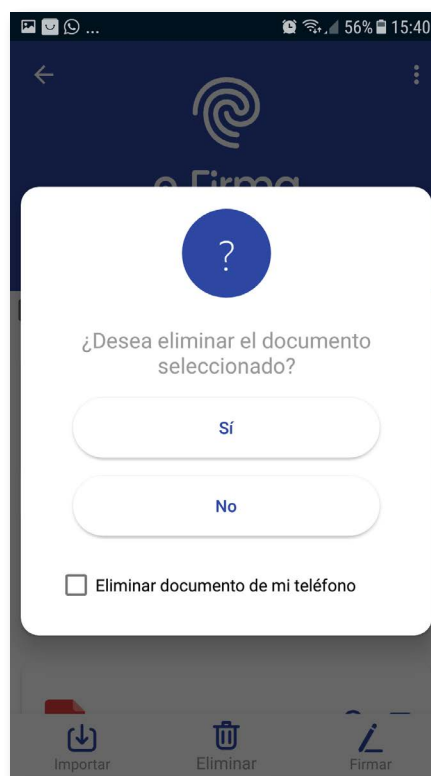 ... 56% 15:40
e Firma
?
¿Desea eliminar el documento
seleccionado?
Sí
No
Eliminar documento de mi teléfono
Importar Eliminar Firmar